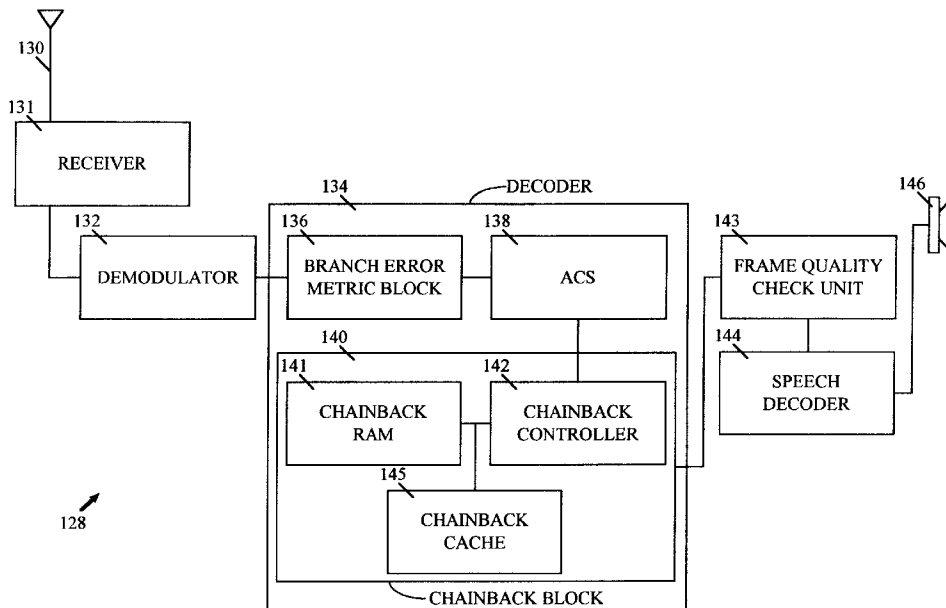 130
131
RECEIVER
132
DEMODULATOR
134
DECODER
136
BRANCH ERROR
METRIC BLOCK
138
ACS
140
141
CHAINBACK
RAM
142
CHAINBACK
CONTROLLER
145
CHAINBACK
CACHE
CHAINBACK BLOCK
143
FRAME QUALITY
CHECK UNIT
144
SPEECH
DECODER
146
128